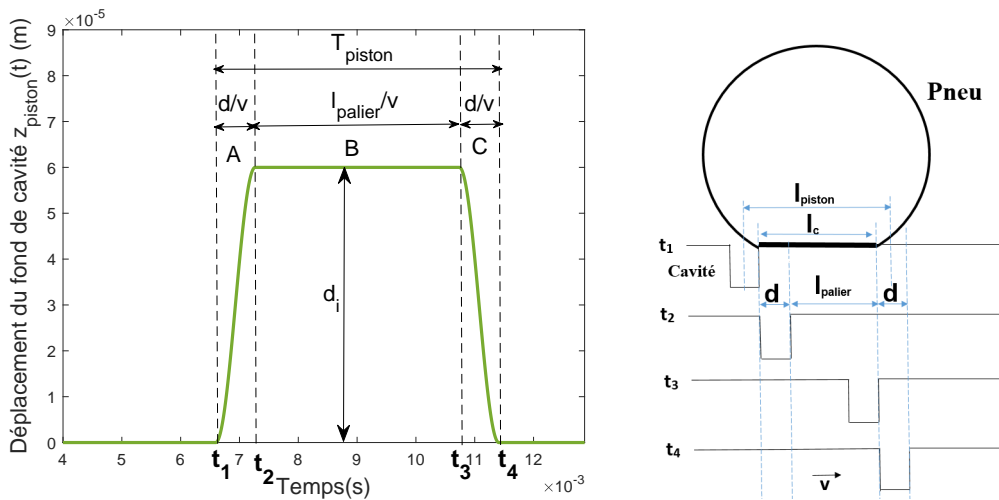 ×10⁻⁵
Déplacement du fond de cavité z_piston(t) (m)
9
8
7
6
5
4
3
2
1
0
T_piston
d/v
l_palier/v
d/v
A
B
C
d_i
4
5
6
7
8
9
10
11
12
t₁
t₂
t₃
t₄
Temps(s)
×10⁻³
Pneu
l_piston
l_c
t₁
Cavité
d
l_palier
d
t₂
t₃
t₄
v